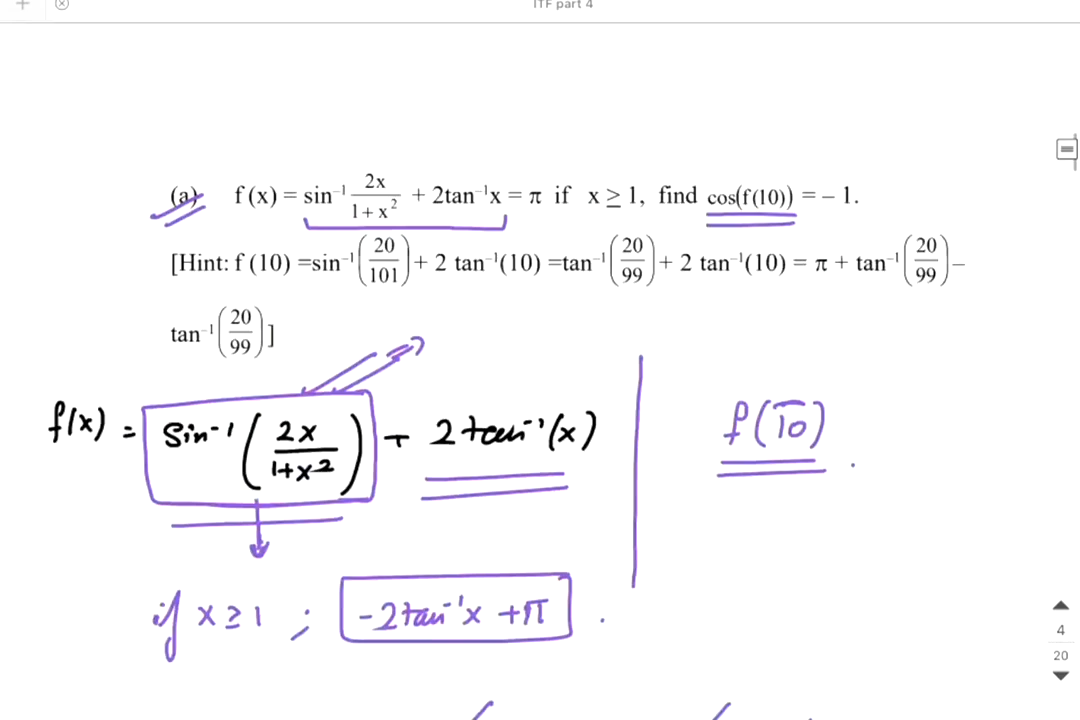 ITF part 4
(a) f(x) = sin⁻¹ 2x/(1+x²) + 2tan⁻¹x = π if x ≥ 1, find cos(f(10)) = – 1.
[Hint: f (10) =sin⁻¹(20/101) + 2 tan⁻¹(10) =tan⁻¹(20/99) + 2 tan⁻¹(10) = π + tan⁻¹(20/99) –
tan⁻¹(20/99)]
f(x) = Sin⁻¹(2x/(1+x²)) + 2tan⁻¹(x) f(10)
if x ≥ 1 ; -2tan⁻¹x + π
4
20